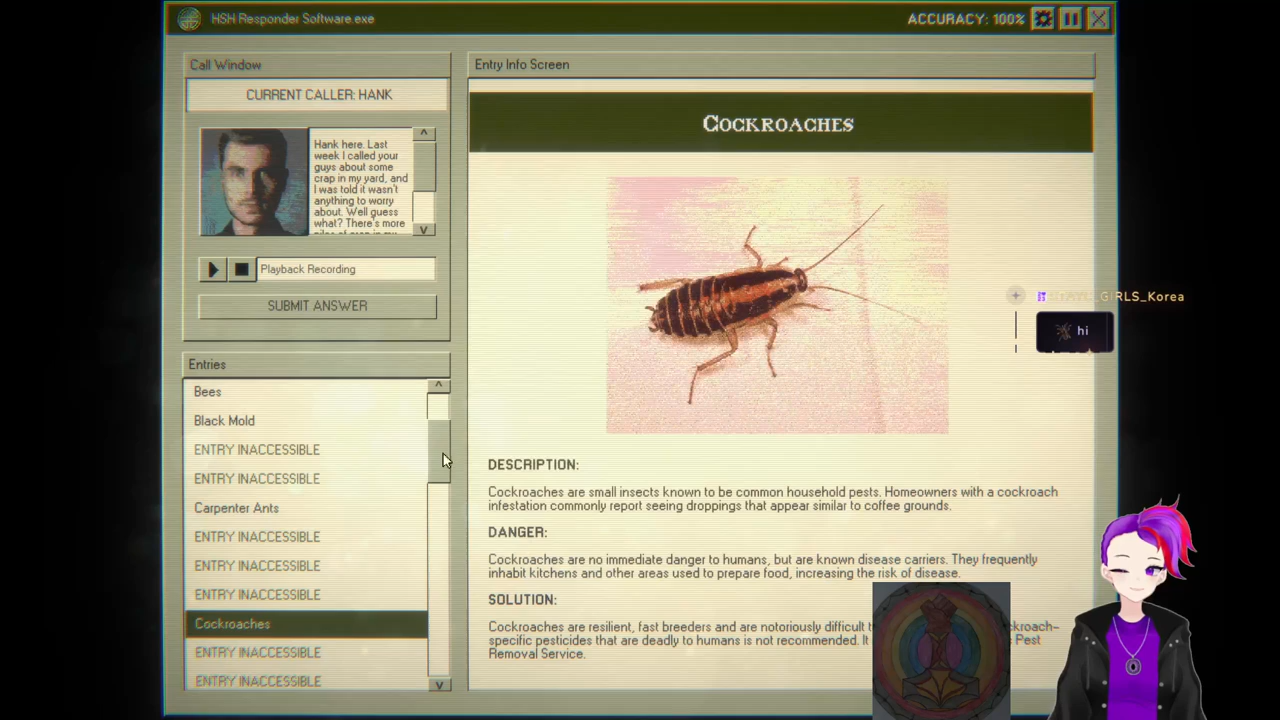 HSH Responder Software.exe
ACCURACY: 100%
Call Window
CURRENT CALLER: HANK
Hank here. Last
week I called your
guys about some
crap in my yard, and
I was told it wasn't
anything to worry
about. Well guess
what? There's more
Playback Recording
SUBMIT ANSWER
Entries
Bees
Black Mold
ENTRY INACCESSIBLE
ENTRY INACCESSIBLE
Carpenter Ants
ENTRY INACCESSIBLE
ENTRY INACCESSIBLE
ENTRY INACCESSIBLE
Cockroaches
ENTRY INACCESSIBLE
ENTRY INACCESSIBLE
Entry Info Screen
COCKROACHES
DESCRIPTION:
Cockroaches are small insects known to be common household pests. Homeowners with a cockroach
infestation commonly report seeing droppings that appear similar to coffee grounds.
DANGER:
Cockroaches are no immediate danger to humans, but are known disease carriers. They frequently
inhabit kitchens and other areas used to prepare food, increasing the risk of disease.
SOLUTION:
Cockroaches are resilient, fast breeders and are notoriously difficult
specific pesticides that are deadly to humans is not recommended. It Pest
Removal Service.
GIRLS_Korea
hi